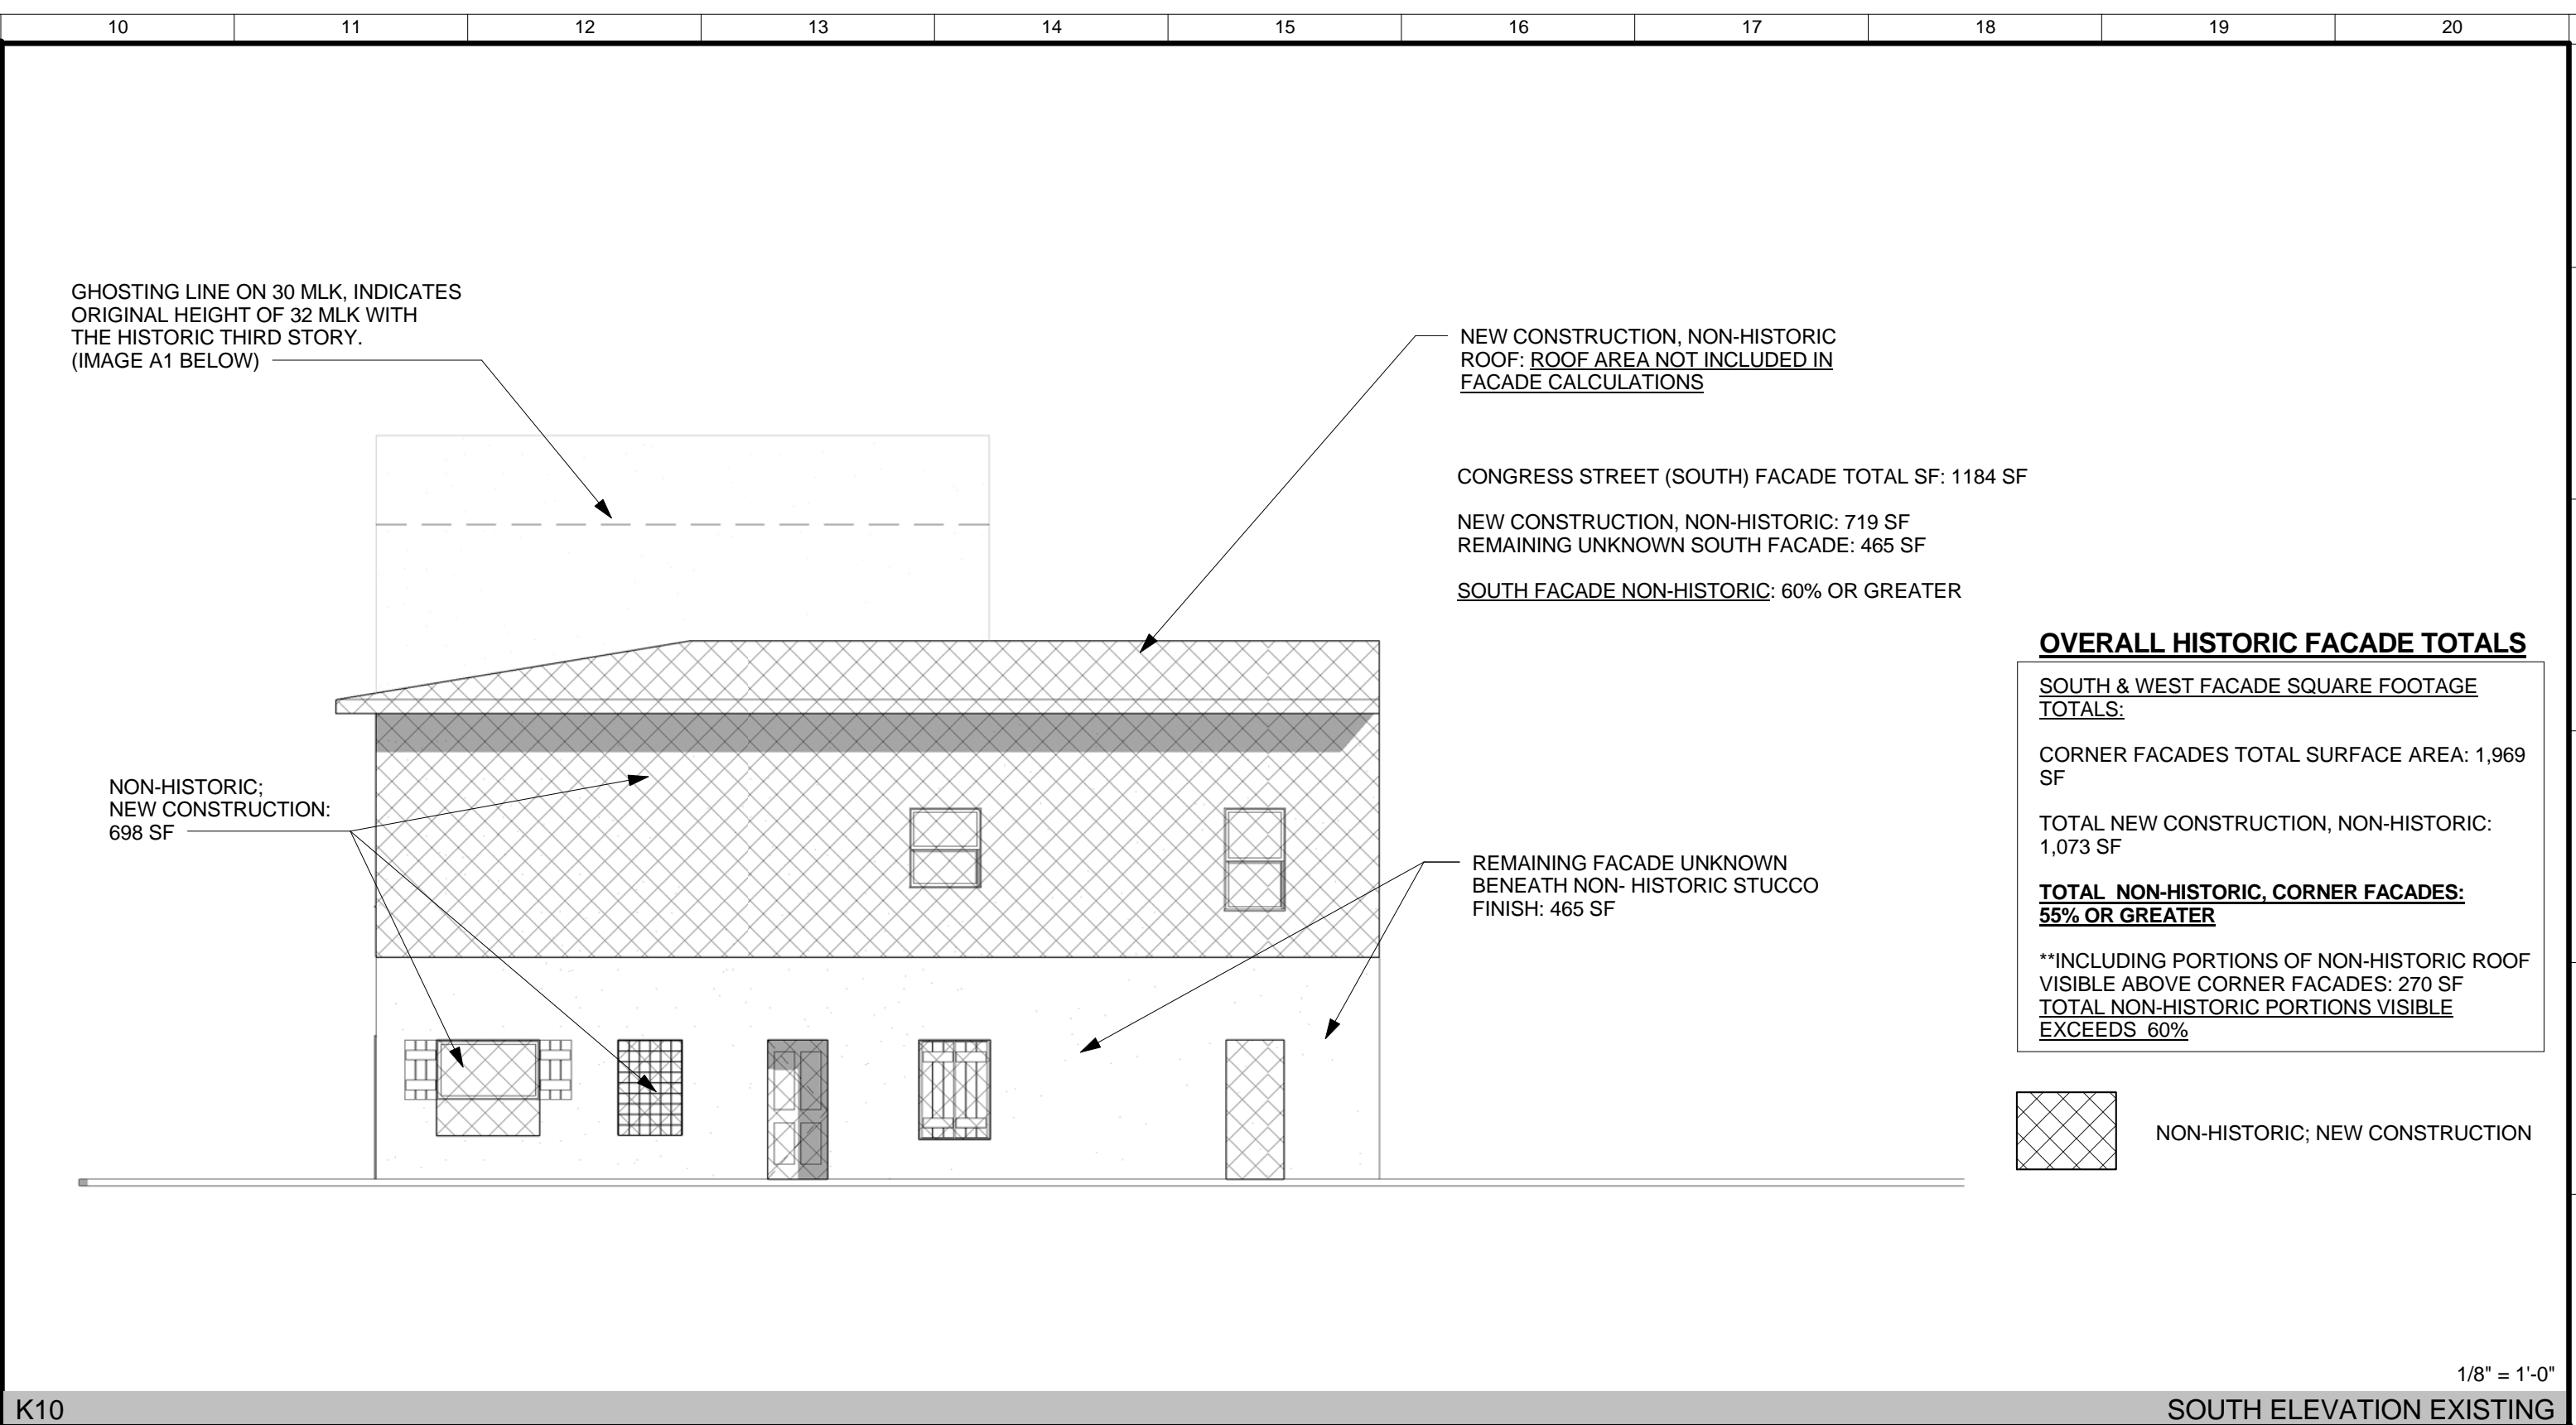 10 11 12 13 14 15 16 17 18 19 20
GHOSTING LINE ON 30 MLK, INDICATES
ORIGINAL HEIGHT OF 32 MLK WITH
THE HISTORIC THIRD STORY.
(IMAGE A1 BELOW)
NEW CONSTRUCTION, NON-HISTORIC
ROOF: ROOF AREA NOT INCLUDED IN
FACADE CALCULATIONS
CONGRESS STREET (SOUTH) FACADE TOTAL SF: 1184 SF
NEW CONSTRUCTION, NON-HISTORIC: 719 SF
REMAINING UNKNOWN SOUTH FACADE: 465 SF
SOUTH FACADE NON-HISTORIC: 60% OR GREATER
NON-HISTORIC;
NEW CONSTRUCTION:
698 SF
REMAINING FACADE UNKNOWN
BENEATH NON- HISTORIC STUCCO
FINISH: 465 SF
OVERALL HISTORIC FACADE TOTALS
SOUTH & WEST FACADE SQUARE FOOTAGE
TOTALS:
CORNER FACADES TOTAL SURFACE AREA: 1,969
SF
TOTAL NEW CONSTRUCTION, NON-HISTORIC:
1,073 SF
TOTAL  NON-HISTORIC, CORNER FACADES:
55% OR GREATER
**INCLUDING PORTIONS OF NON-HISTORIC ROOF
VISIBLE ABOVE CORNER FACADES: 270 SF
TOTAL NON-HISTORIC PORTIONS VISIBLE
EXCEEDS  60%
NON-HISTORIC; NEW CONSTRUCTION
1/8" = 1'-0"
K10
SOUTH ELEVATION EXISTING